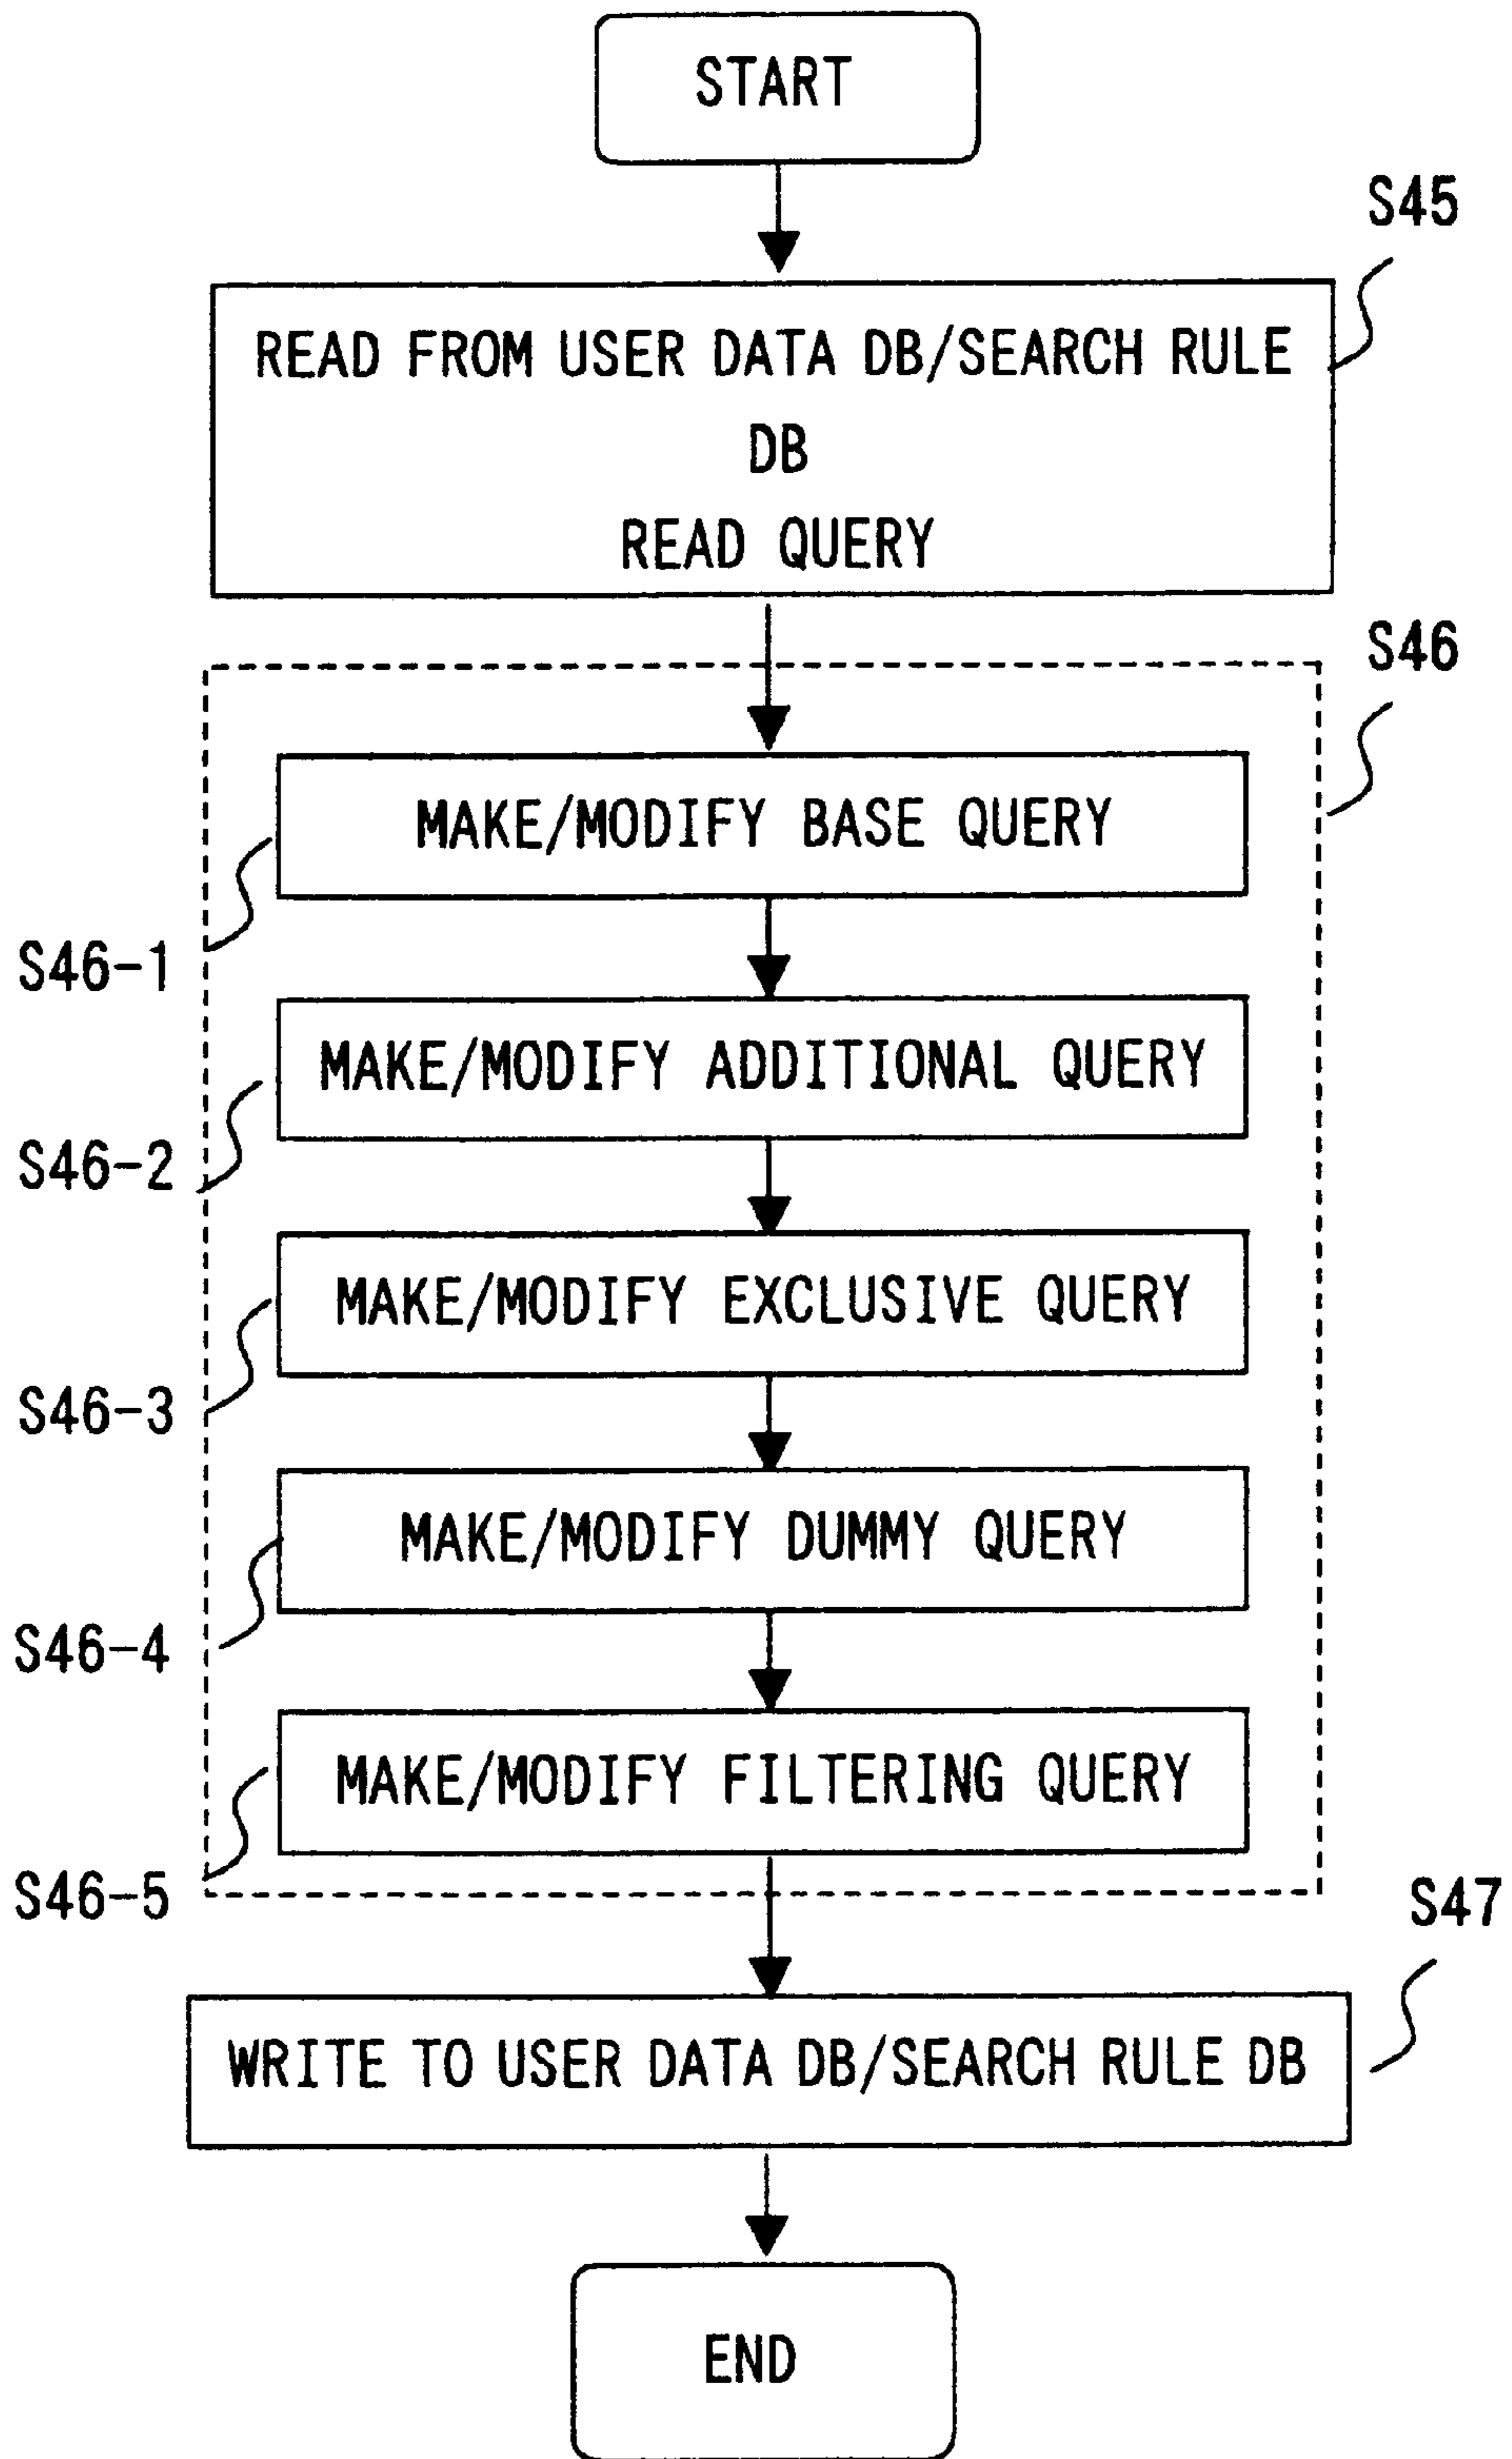 START
S45
READ FROM USER DATA DB/SEARCH RULE
DB
READ QUERY
S46
MAKE/MODIFY BASE QUERY
S46-1
MAKE/MODIFY ADDITIONAL QUERY
S46-2
MAKE/MODIFY EXCLUSIVE QUERY
S46-3
MAKE/MODIFY DUMMY QUERY
S46-4
MAKE/MODIFY FILTERING QUERY
S46-5
S47
WRITE TO USER DATA DB/SEARCH RULE DB
END